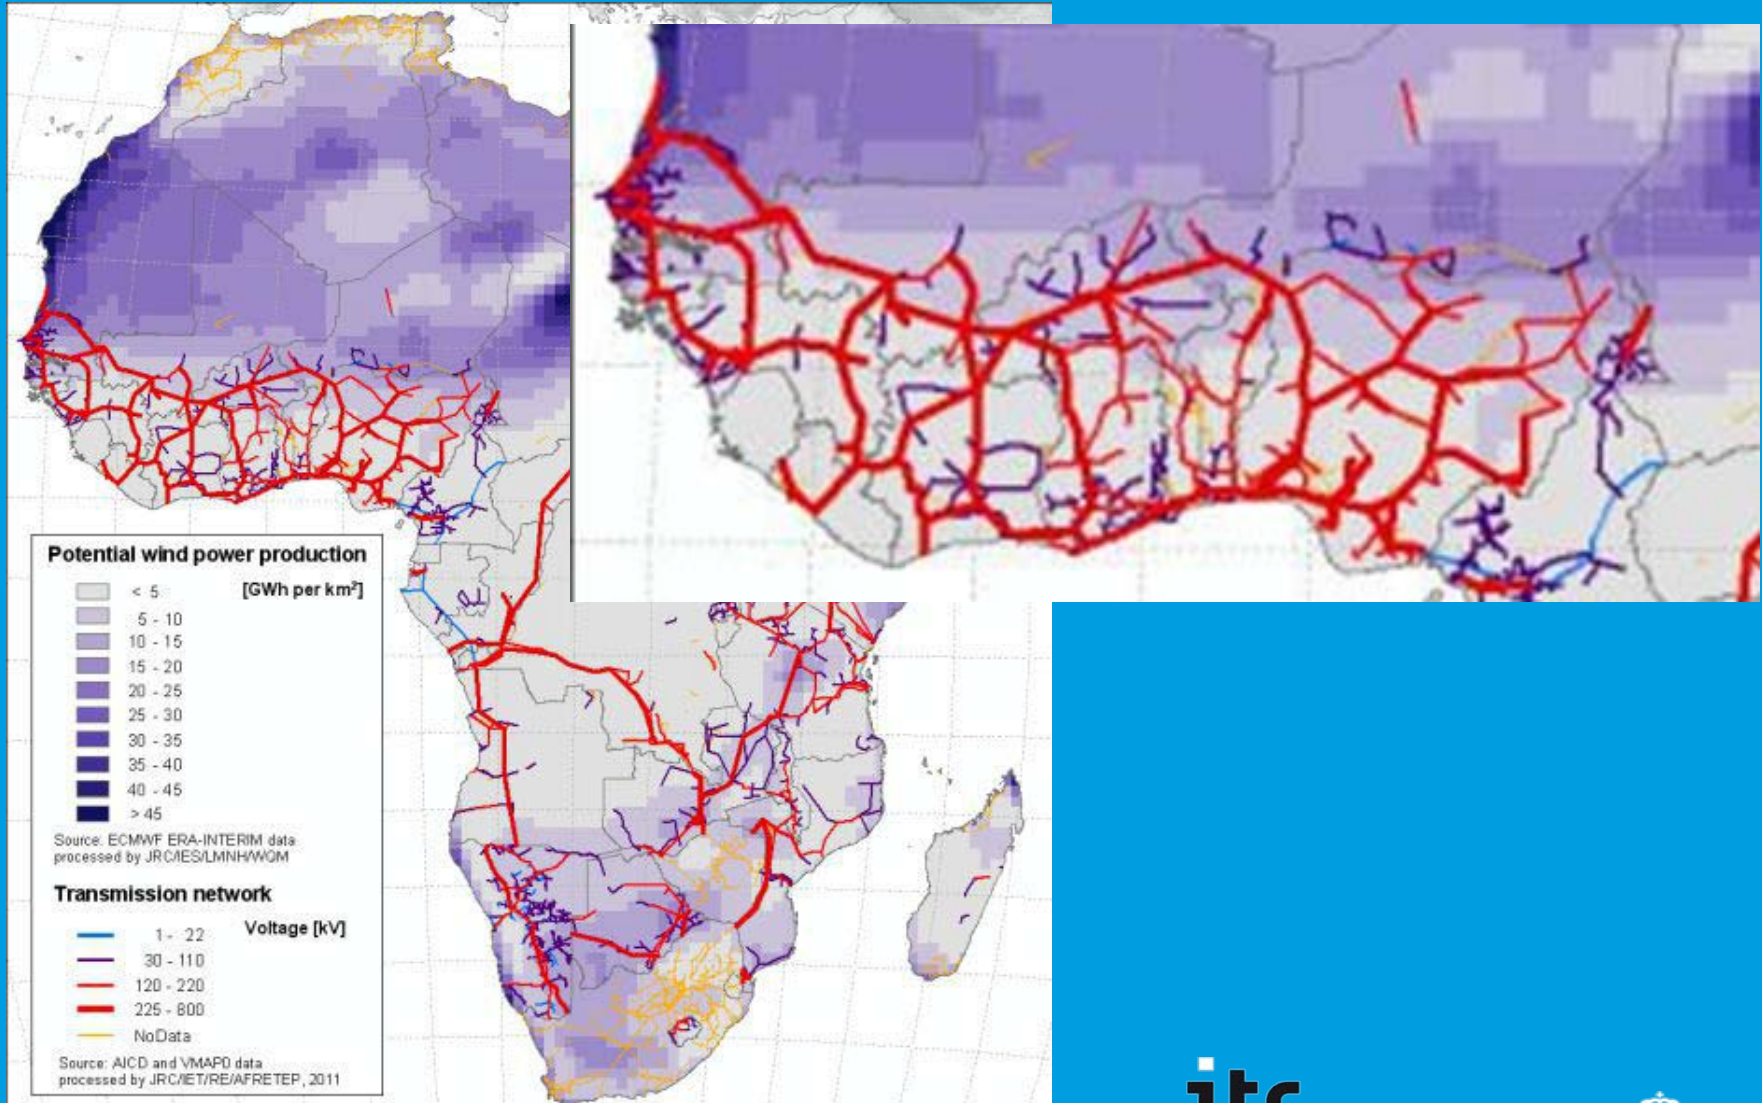 Potential wind power production
[GWh per km²]
< 5
5 - 10
10 - 15
15 - 20
20 - 25
25 - 30
30 - 35
35 - 40
40 - 45
> 45
Source: ECMWF ERA-INTERIM data
processed by JRC/IES/LMNH/WQM
Transmission network
Voltage [kV]
1 - 22
30 - 110
120 - 220
225 - 800
NoData
Source: AICD and VMAP0 data
processed by JRC/IET/RE/AFRETEP, 2011